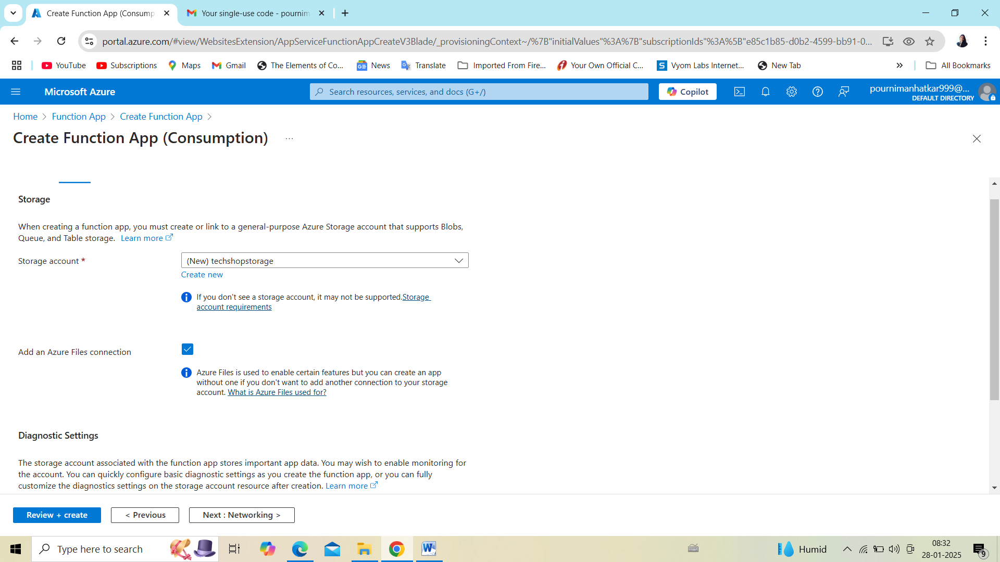 Create Function App (Consump
Your single-use code - pournim
portal.azure.com/#view/WebsitesExtension/AppServiceFunctionAppCreateV3Blade/_provisioningContext~/%7B"initialValues"%3A%7B"subscriptionIds"%3A%5B"e85c1b85-d0b2-4599-bb91-0...
YouTube
Subscriptions
Maps
Gmail
The Elements of Co...
News
Translate
Imported From Fire...
Your Own Official C...
S
Vyom Labs Internet...
New Tab
All Bookmarks
Microsoft Azure
Search resources, services, and docs (G+/)
Copilot
pournimanhatkar999@...
DEFAULT DIRECTORY
Home > Function App > Create Function App >
Create Function App (Consumption) ...
Storage
When creating a function app, you must create or link to a general-purpose Azure Storage account that supports Blobs,
Queue, and Table storage. Learn more
Storage account *
(New) techshopstorage
Create new
If you don't see a storage account, it may not be supported.Storage
account requirements
Add an Azure Files connection
Azure Files is used to enable certain features but you can create an app
without one if you don't want to add another connection to your storage
account. What is Azure Files used for?
Diagnostic Settings
The storage account associated with the function app stores important app data. You may wish to enable monitoring for
the account. You can quickly configure basic diagnostic settings as you create the function app, or you can fully
customize the diagnostics settings on the storage account resource after creation. Learn more
Review + create
< Previous
Next : Networking >
Type here to search
W
Humid
08:32
28-01-2025
9